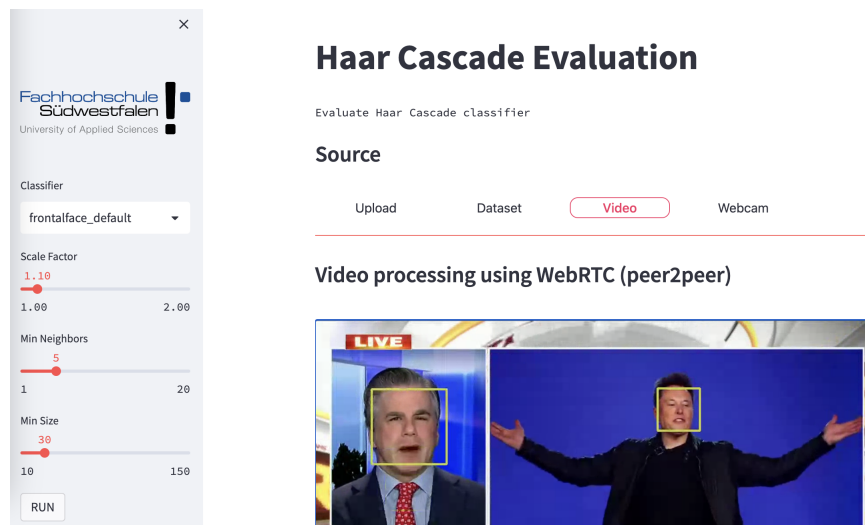 ×
Fachhochschule
Südwestfalen
University of Applied Sciences
Classifier
frontalface_default
Scale Factor
1.10
1.00 2.00
Min Neighbors
5
1 20
Min Size
30
10 150
RUN
Haar Cascade Evaluation
Evaluate Haar Cascade classifier
Source
Upload Dataset Video Webcam
Video processing using WebRTC (peer2peer)
LIVE